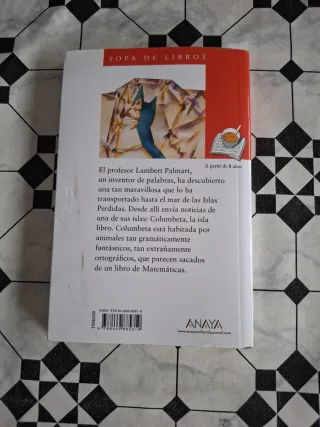 SOPA DE LIBROS
A partir de 8 años
El profesor Lambert Palmart,
un inventor de palabras, ha descubierto
una tan maravillosa que lo ha
transportado hasta el mar de las Islas
Perdidas. Desde allí envía noticias de
una de sus islas: Columbeta, la isla
libro. Columbeta está habitada por
animales tan gramáticamente
fantásticos, tan extrañamente
ortográficos, que parecen sacados
de un libro de Matemáticas.
ANAYA